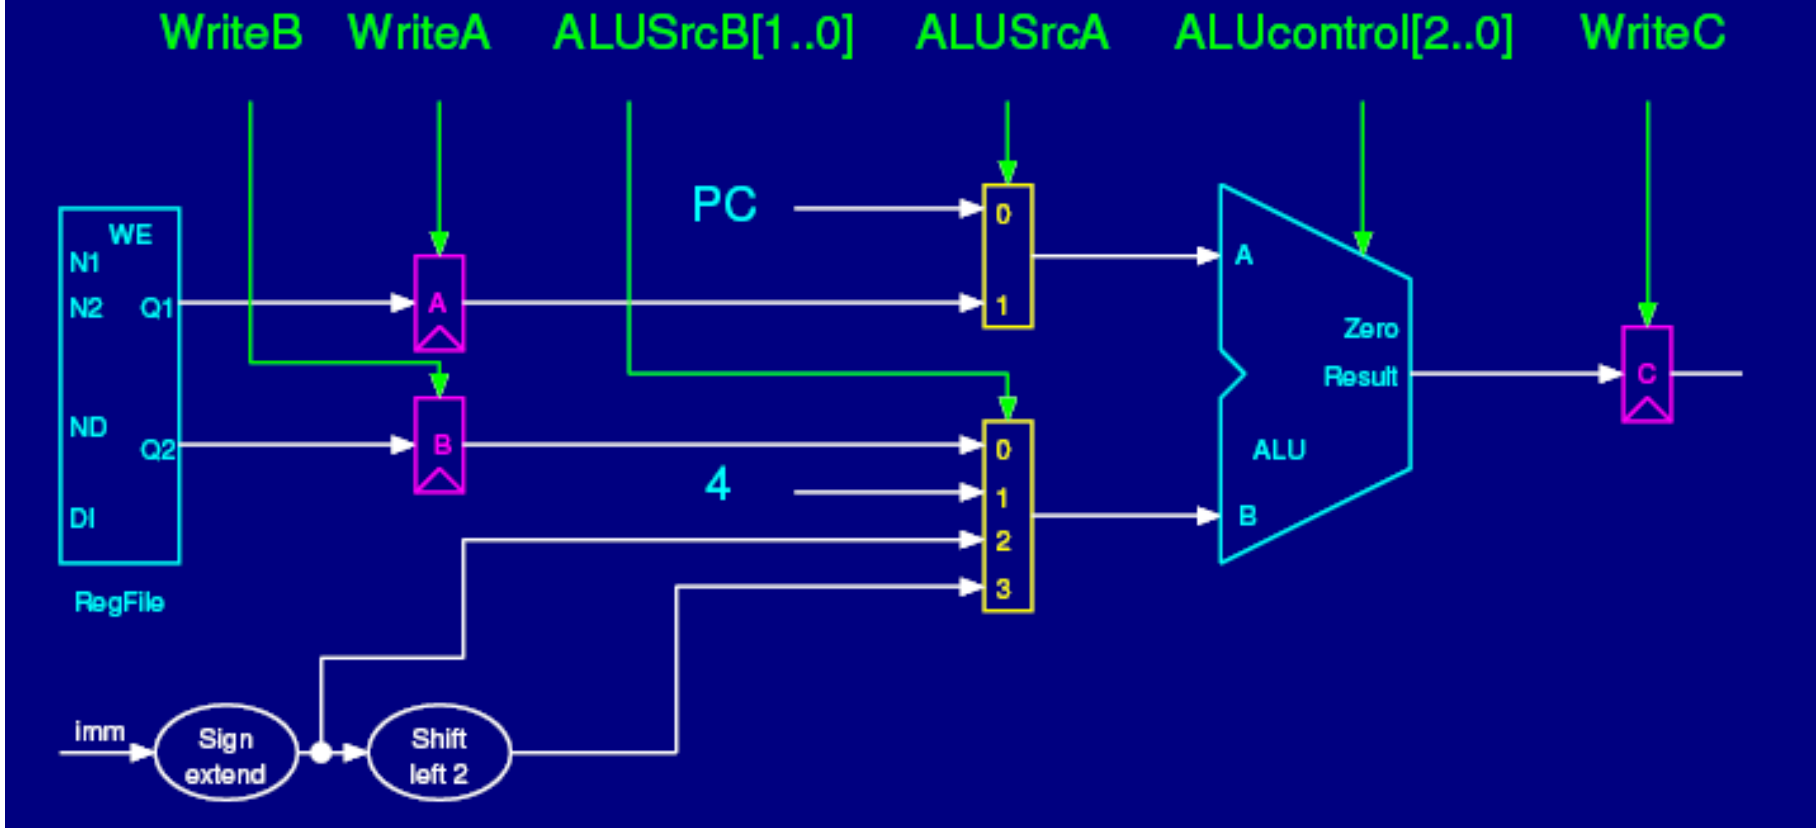 WriteB WriteA ALUSrcB[1..0] ALUSrcA ALUcontrol[2..0] WriteC
PC
0
WE
A
N1
N2 Q1
A
1
Zero
Result
C
ND
Q2
B
0
ALU
4
1
DI
B
2
3
RegFile
imm
Sign
extend
Shift
left 2